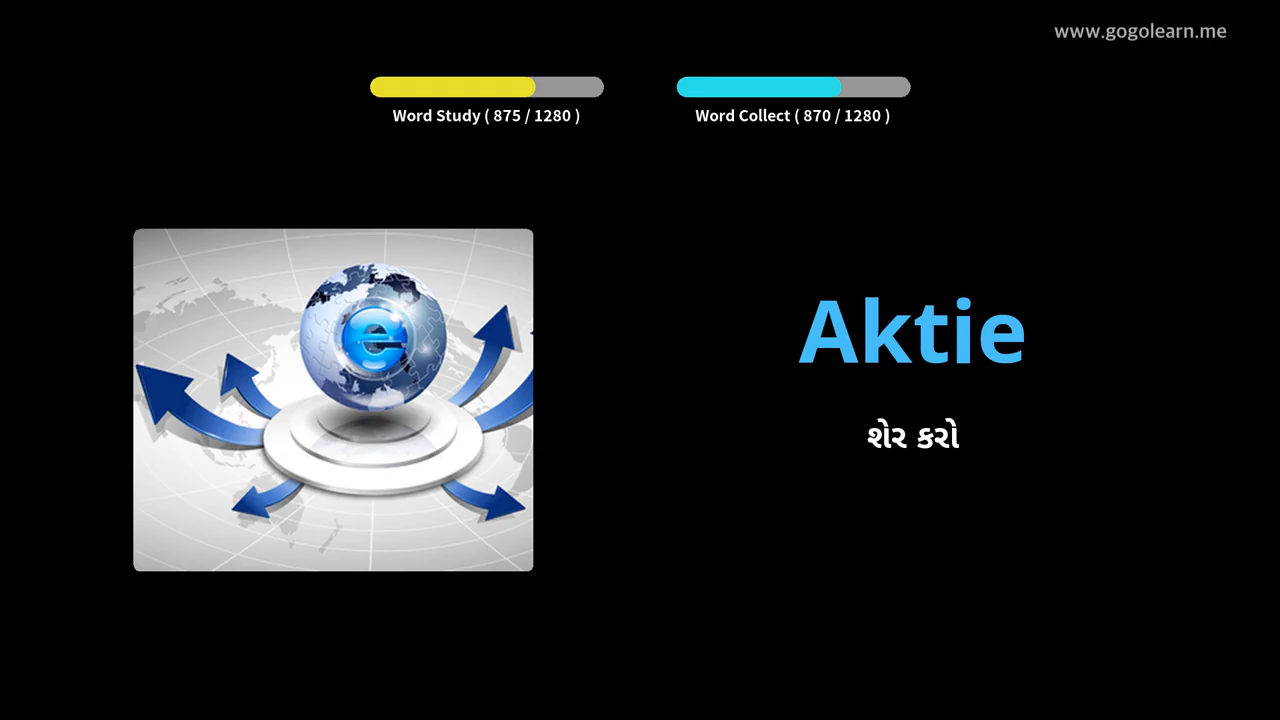 www.gogolearn.me
Word Study ( 875 / 1280 )
Word Collect ( 870 / 1280 )
e
Aktie
શેર કરો